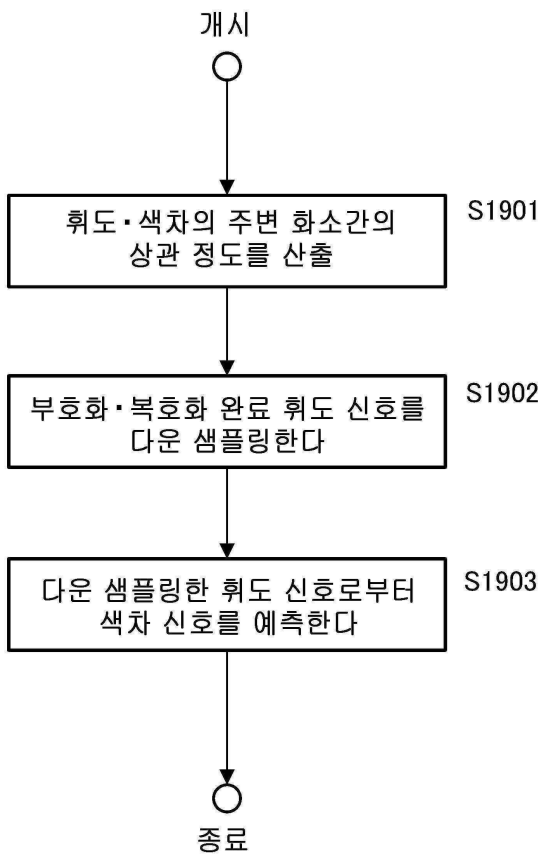 개시
휘도·색차의 주변 화소간의
상관 정도를 산출
S1901
부호화·복호화 완료 휘도 신호를
다운 샘플링한다
S1902
다운 샘플링한 휘도 신호로부터
색차 신호를 예측한다
S1903
종료